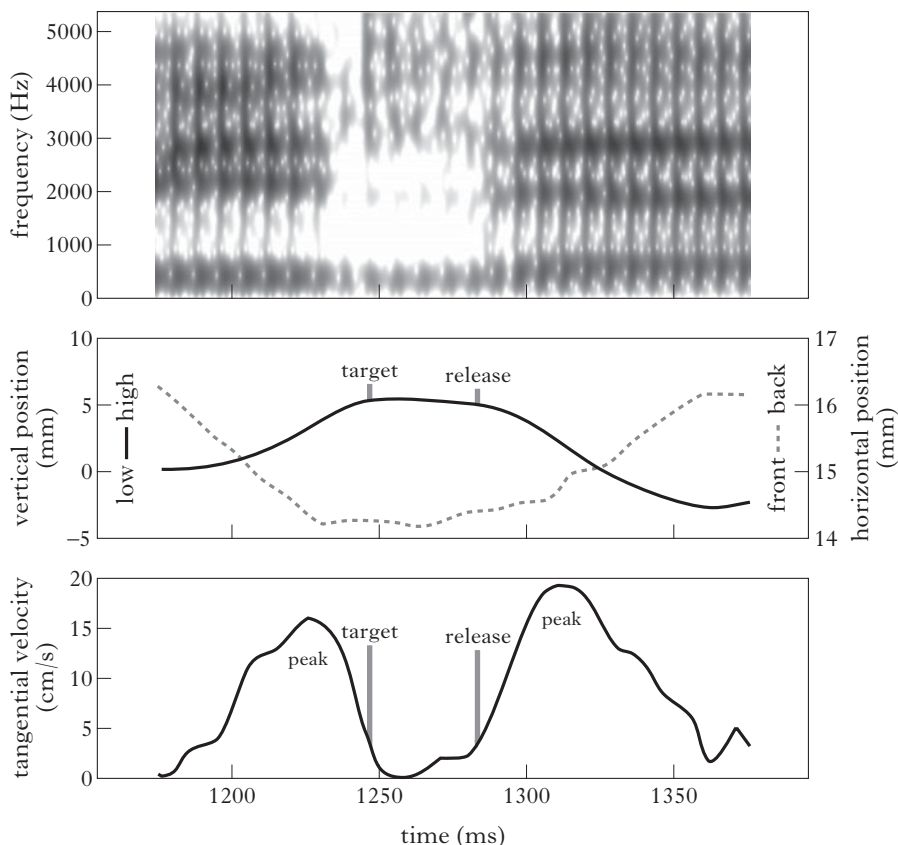 5000
4000
3000
2000
1000
0
frequency (Hz)
10
5
0
−5
vertical position
(mm)
low high
target
release
17
16
15
14
front back
horizontal position
(mm)
20
15
10
5
0
tangential velocity
(cm/s)
peak
target
release
peak
1200
1250
1300
1350
time (ms)